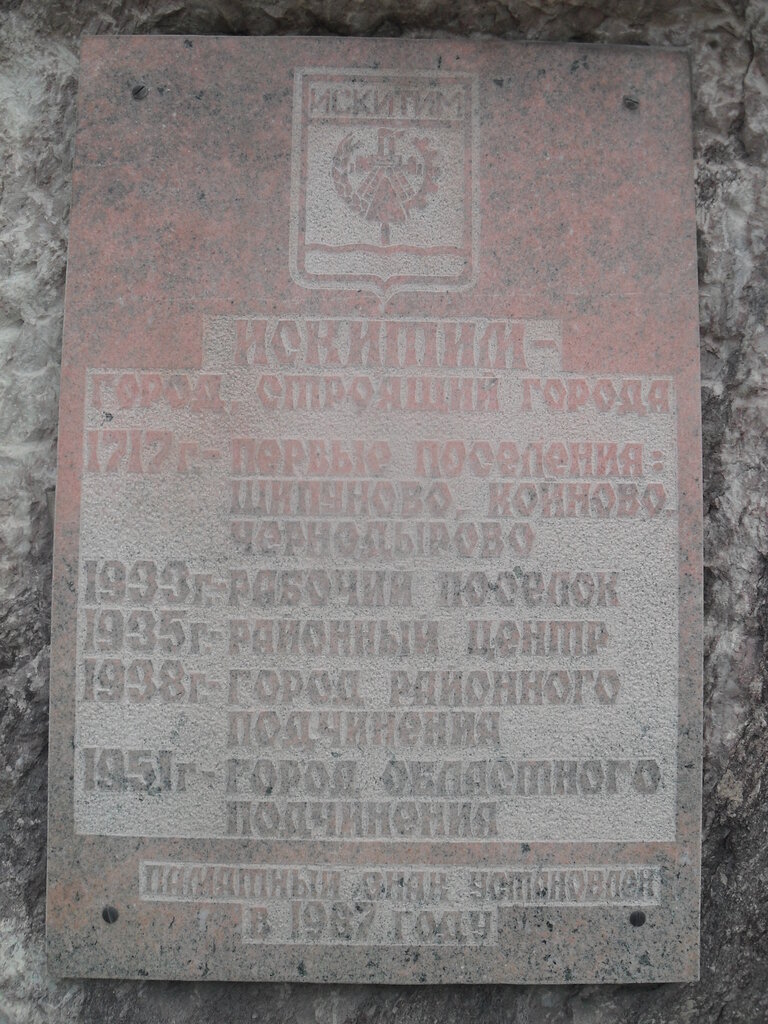 ИСКИТИМ
ИСКИТИМ-
ГОРОД, СТРОЯЩИЙ ГОРОДА
1717г.- ПЕРВЫЕ ПОСЕЛЕНИЯ:
ШИПУНОВО, КОЙНОВО
ЧЕРНОДЫРОВО
1933г.-РАБОЧИЙ ПОСЕЛОК
1935г.-РАЙОННЫЙ ЦЕНТР
1938г.-ГОРОД РАЙОННОГО
ПОДЧИНЕНИЯ
1951г-ГОРОД ОБЛАСТНОГО
ПОДЧИНЕНИЯ
ПАМЯТНЫЙ ЗНАК УСТАНОВЛЕН
В 1987 ГОДУ